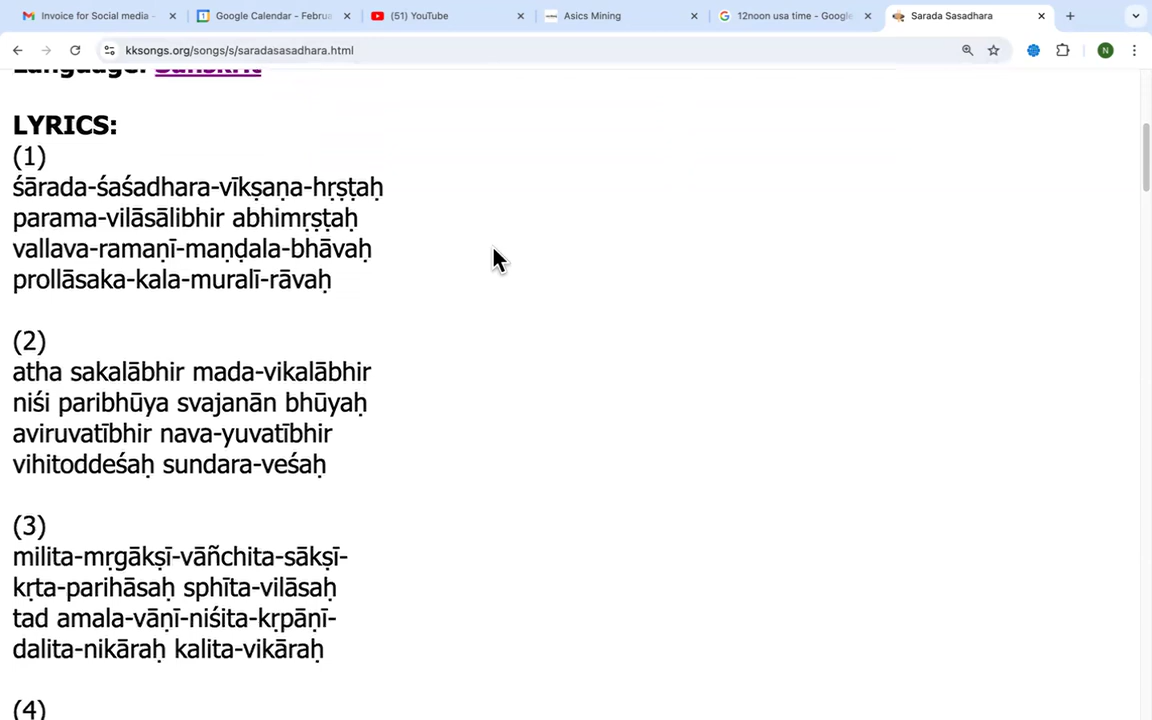 Invoice for Social media -
Google Calendar - Februa
(51) YouTube
Asics Mining
12noon usa time - Google
Sarada Sasadhara
kksongs.org/songs/s/saradasasadhara.html
N
Language: Sanskrit
LYRICS:
(1)
śārada-śaśadhara-vīkṣaṇa-hṛṣṭaḥ
parama-vilāsālibhir abhimṛṣṭaḥ
vallava-ramaṇī-maṇḍala-bhāvaḥ
prollāsaka-kala-muralī-rāvaḥ
(2)
atha sakalābhir mada-vikalābhir
niśi paribhūya svajanān bhūyaḥ
aviruvatībhir nava-yuvatībhir
vihitoddeśaḥ sundara-veśaḥ
(3)
milita-mṛgākṣī-vāñchita-sākṣī-
kṛta-parihāsaḥ sphīta-vilāsaḥ
tad amala-vāṇī-niśita-kṛpāṇī-
dalita-nikāraḥ kalita-vikāraḥ
(4)